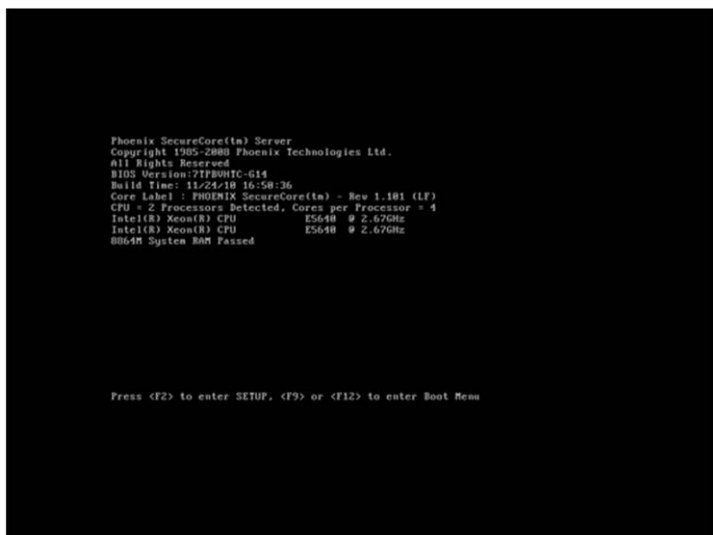 Phoenix SecureCore(tm) Server
Copyright 1985-2008 Phoenix Technologies Ltd.
All Rights Reserved
BIOS Version:7TPBVHTC-G14
Build Time: 11/24/10 16:50:36
Core Label : PHOENIX SecureCore(tm) - Rev 1.101 (LF)
CPU = 2 Processors Detected, Cores per Processor = 4
Intel(R) Xeon(R) CPU E5640 @ 2.67GHz
Intel(R) Xeon(R) CPU E5640 @ 2.67GHz
8864M System RAM Passed
Press <F2> to enter SETUP, <F9> or <F12> to enter Boot Menu